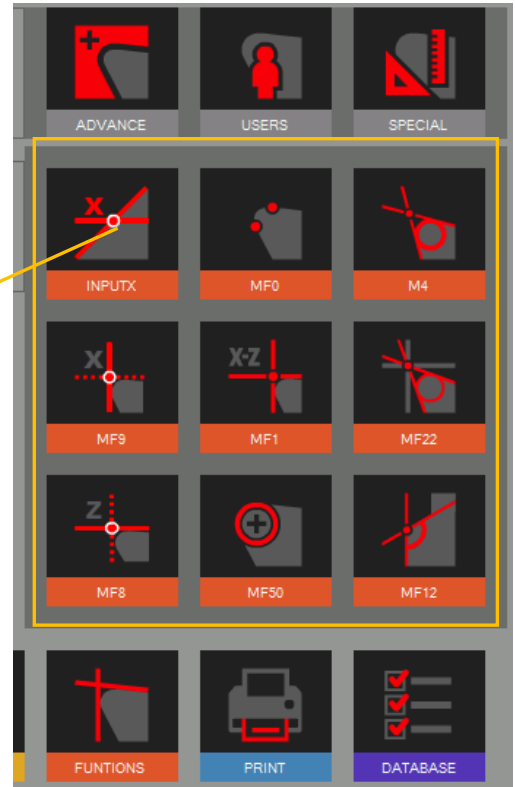 ADVANCE USERS SPECIAL
X
INPUTX MF0 M4
X X-Z
MF9 MF1 MF22
Z
MF8 MF50 MF12
FUNTIONS PRINT DATABASE